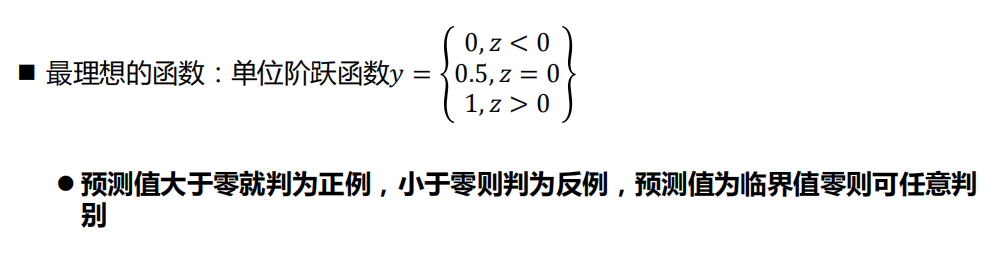 0, z < 0
■ 最理想的函数：单位阶跃函数y = {0.5, z = 0}
1, z > 0
● 预测值大于零就判为正例，小于零则判为反例，预测值为临界值零则可任意判
别